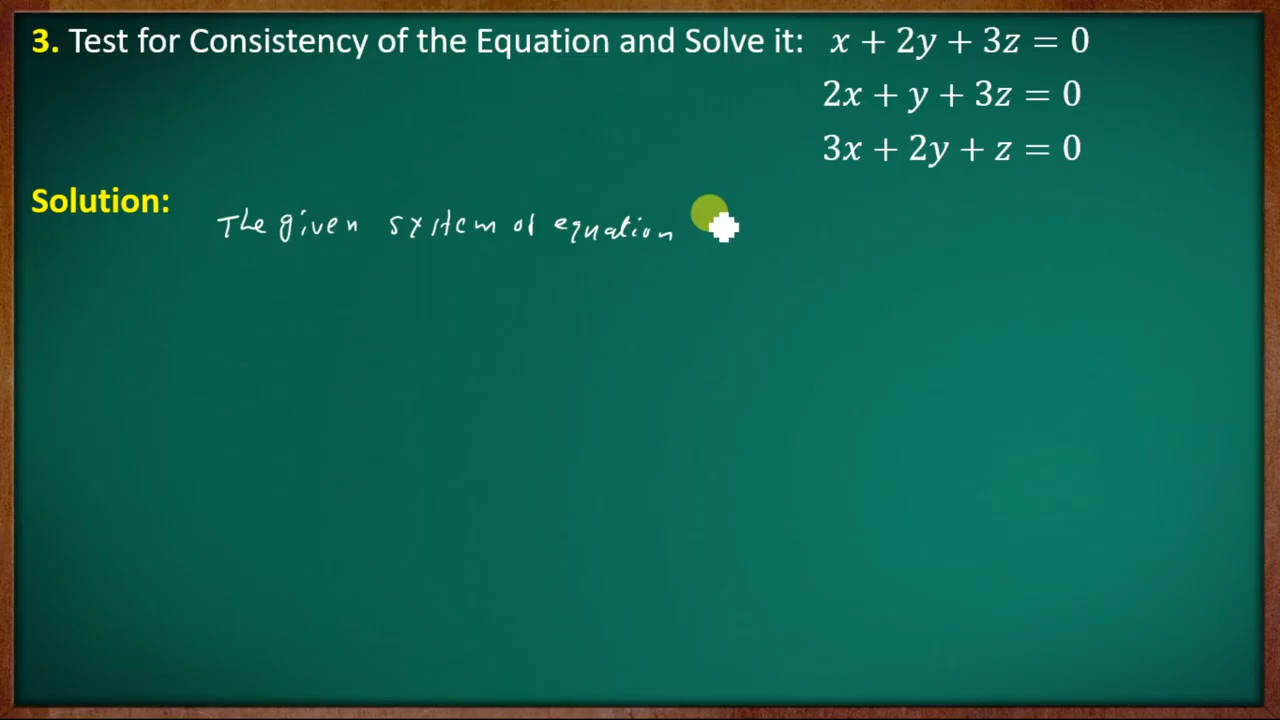 3. Test for Consistency of the Equation and Solve it: x + 2y + 3z = 0
2x + y + 3z = 0
3x + 2y + z = 0
Solution:
The given system of equation